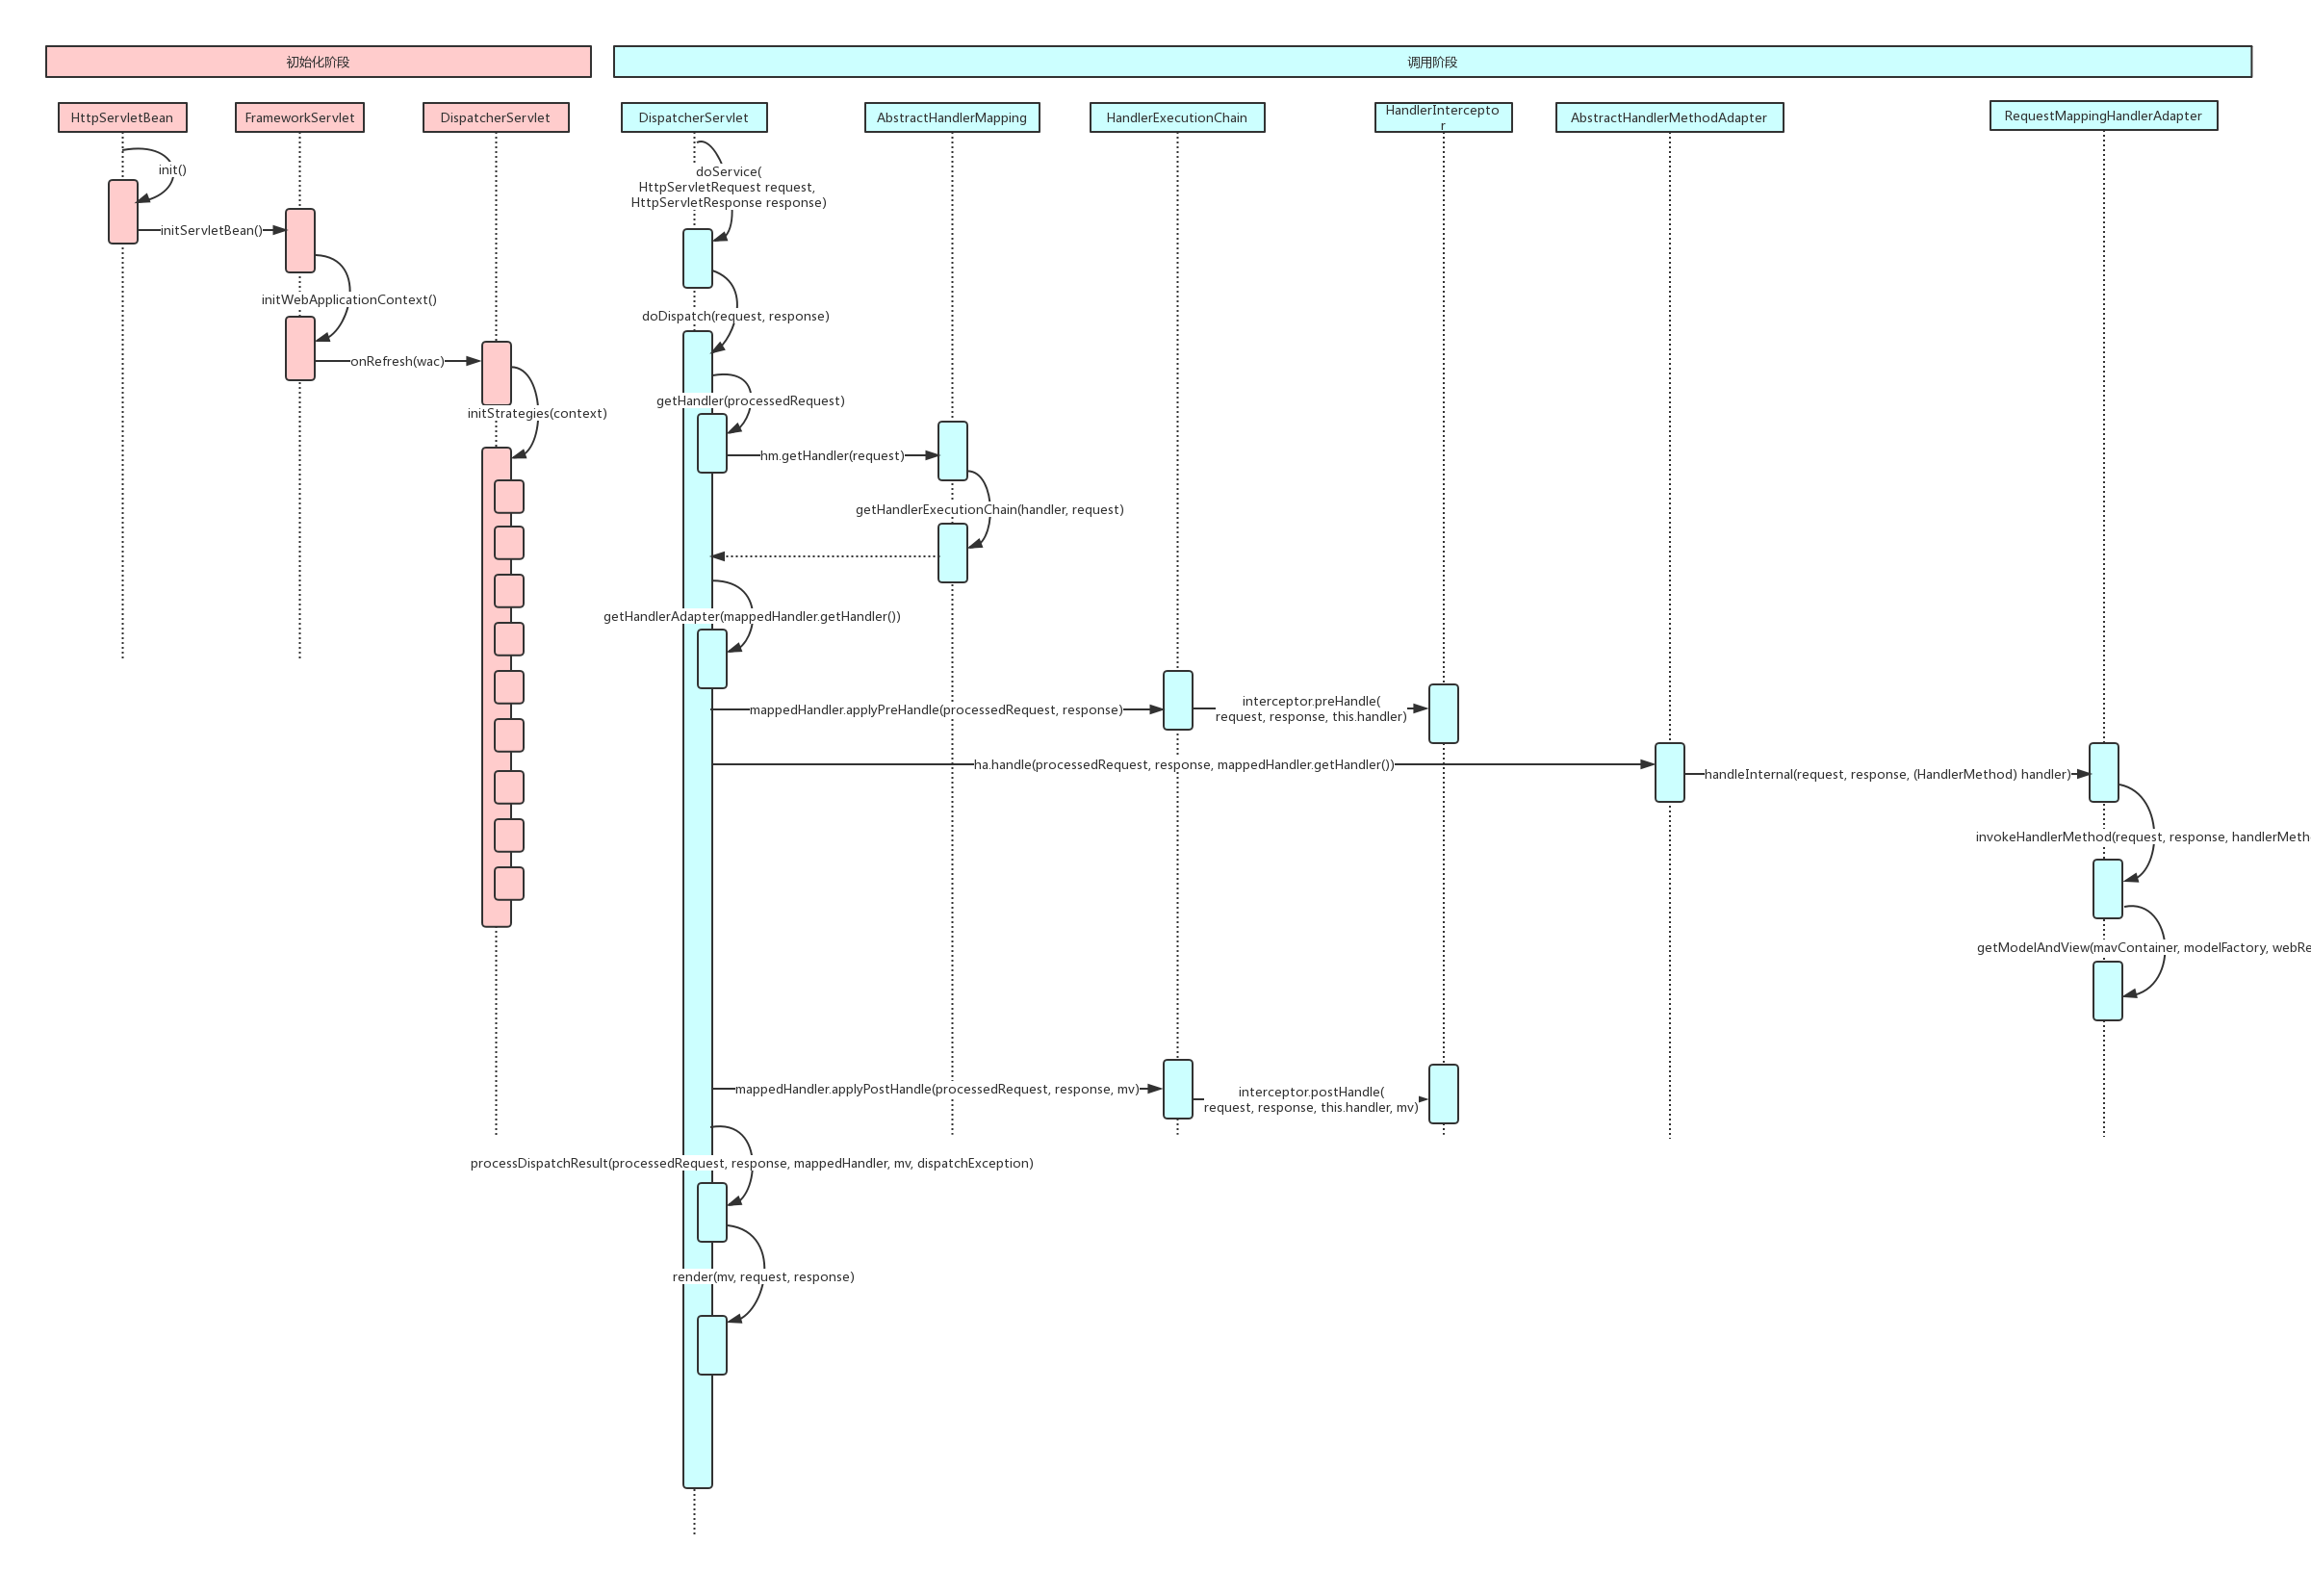 初始化阶段
调用阶段
HttpServletBean
FrameworkServlet
DispatcherServlet
DispatcherServlet
AbstractHandlerMapping
HandlerExecutionChain
HandlerIntercepto
r
AbstractHandlerMethodAdapter
RequestMappingHandlerAdapter
init()
initServletBean()
initWebApplicationContext()
onRefresh(wac)
initStrategies(context)
doService(
HttpServletRequest request,
HttpServletResponse response)
doDispatch(request, response)
getHandler(processedRequest)
hm.getHandler(request)
getHandlerExecutionChain(handler, request)
getHandlerAdapter(mappedHandler.getHandler())
mappedHandler.applyPreHandle(processedRequest, response)
interceptor.preHandle(
request, response, this.handler)
ha.handle(processedRequest, response, mappedHandler.getHandler())
handleInternal(request, response, (HandlerMethod) handler)
invokeHandlerMethod(request, response, handlerMeth
getModelAndView(mavContainer, modelFactory, webRe
mappedHandler.applyPostHandle(processedRequest, response, mv)
interceptor.postHandle(
request, response, this.handler, mv)
processDispatchResult(processedRequest, response, mappedHandler, mv, dispatchException)
render(mv, request, response)